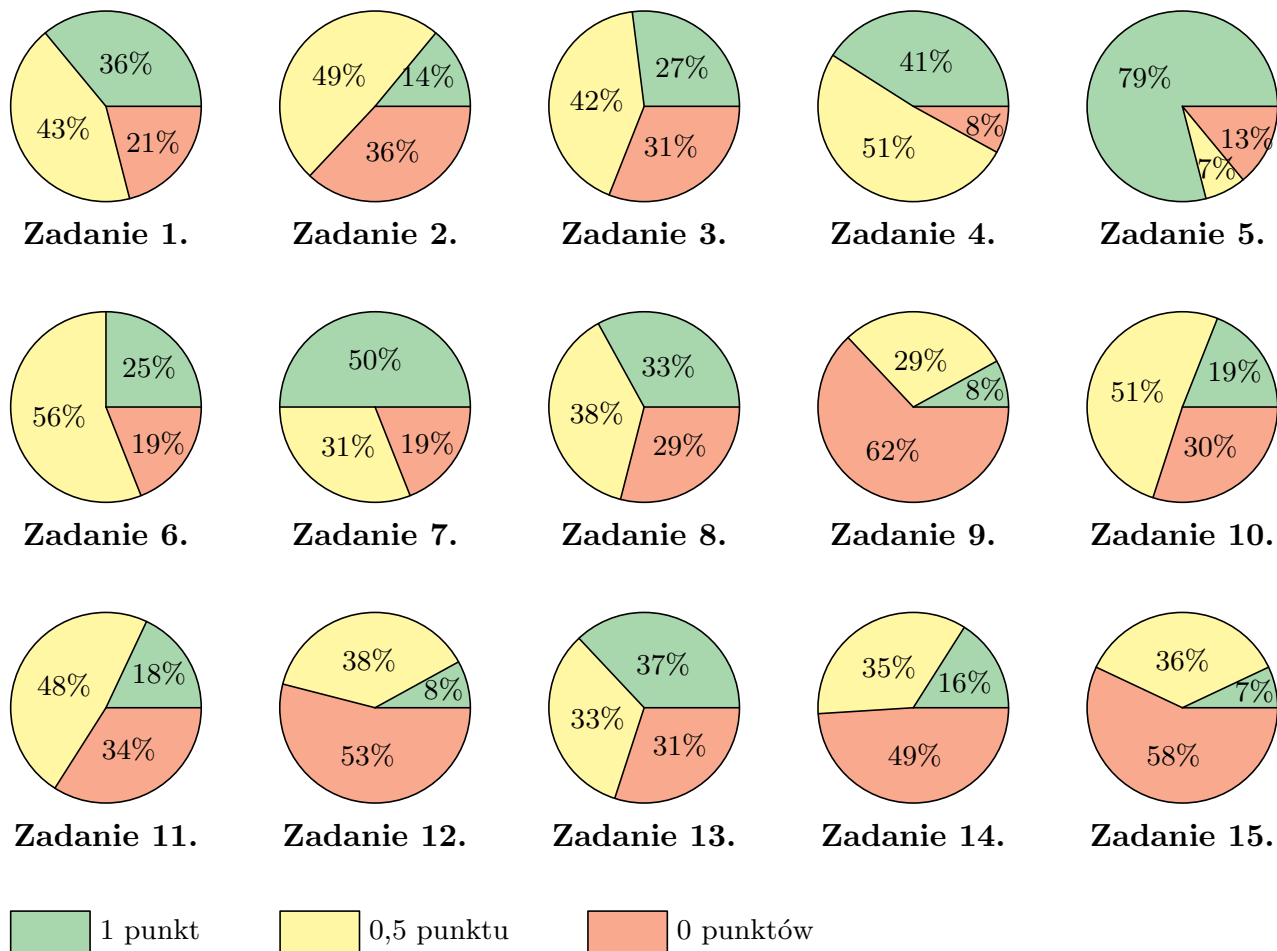 36% 49% 14% 27% 41% 79%
42%
43% 21% 36% 31% 51% 8% 7% 13%
Zadanie 1. Zadanie 2. Zadanie 3. Zadanie 4. Zadanie 5.
25% 50% 33% 29% 8% 51% 19%
56% 19% 31% 19% 38% 29% 62% 30%
Zadanie 6. Zadanie 7. Zadanie 8. Zadanie 9. Zadanie 10.
48% 18% 38% 8% 37% 35% 16% 36% 7%
34% 53% 33% 31% 49% 58%
Zadanie 11. Zadanie 12. Zadanie 13. Zadanie 14. Zadanie 15.
1 punkt 0,5 punktu 0 punktów